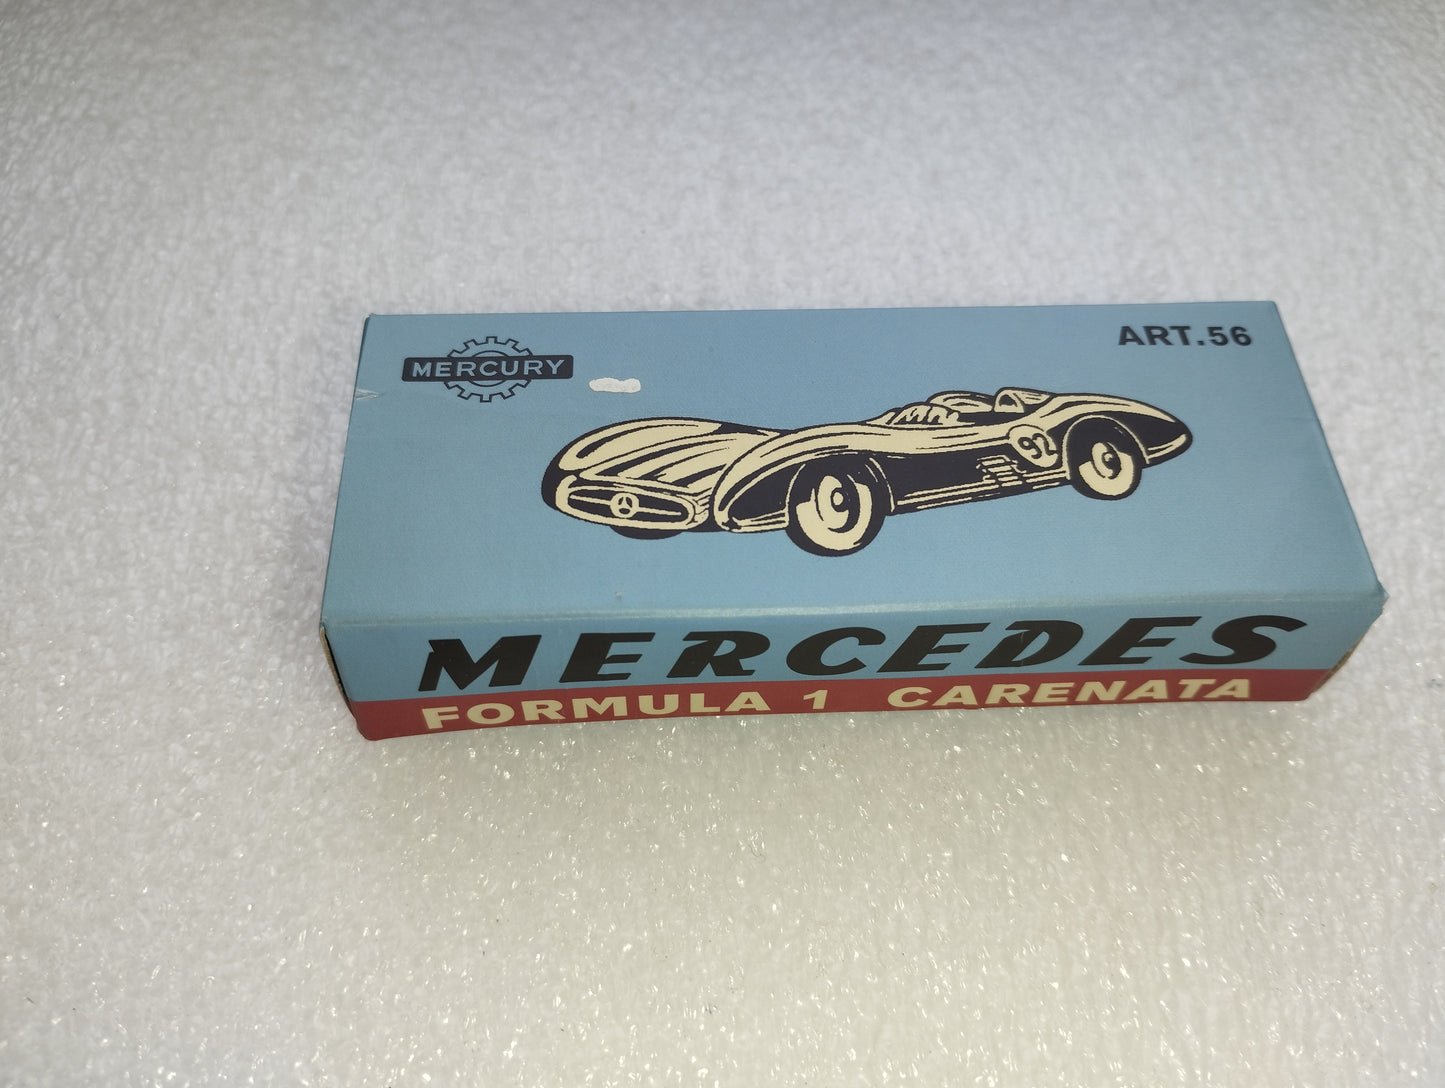 MERCURY
ART.56
92
MERCEDES
FORMULA 1 CARENATA